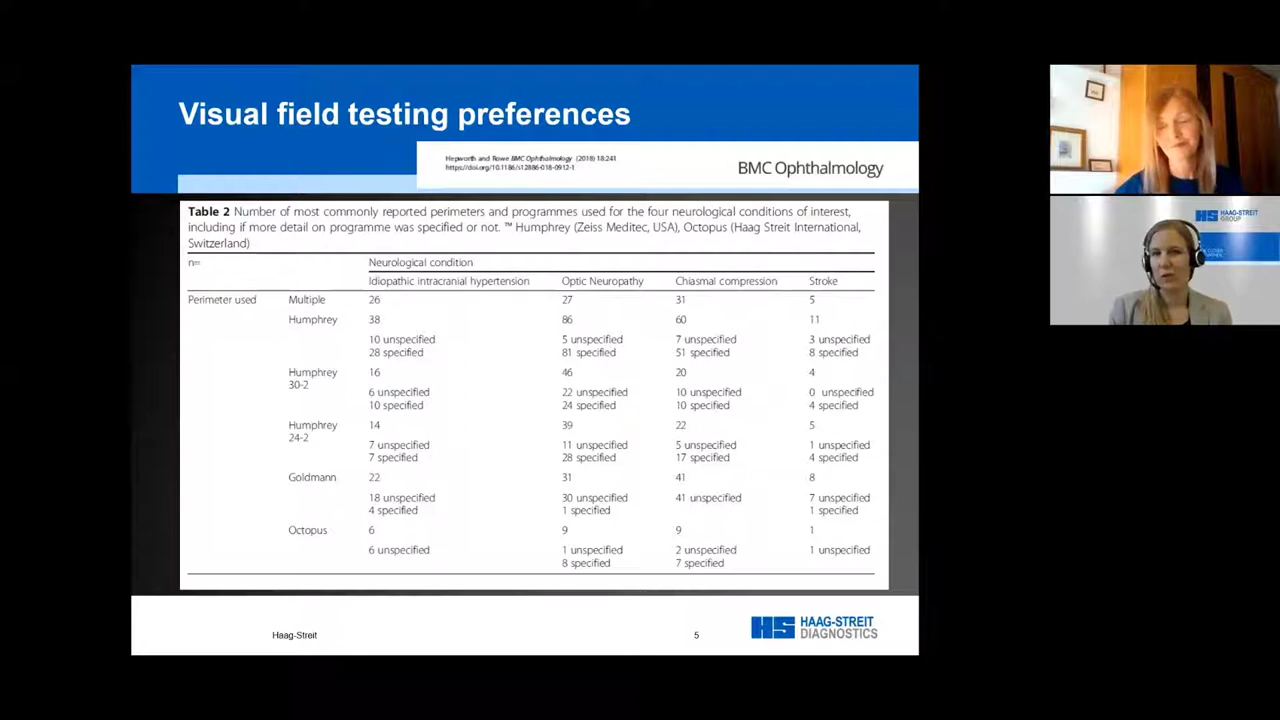 Visual field testing preferences
Hepworth and Rowe BMC Ophthalmology (2018) 18:241
https://doi.org/10.1186/s12886-018-0912-1
BMC Ophthalmology
Table 2 Number of most commonly reported perimeters and programmes used for the four neurological conditions of interest,
including if more detail on programme was specified or not. ™ Humphrey (Zeiss Meditec, USA), Octopus (Haag Streit International,
Switzerland)
n= Neurological condition
Idiopathic intracranial hypertension Optic Neuropathy Chiasmal compression Stroke
Perimeter used Multiple 26 27 31 5
Humphrey 38 86 60 11
10 unspecified 5 unspecified 7 unspecified 3 unspecified
28 specified 81 specified 51 specified 8 specified
Humphrey 16 46 20 4
30-2
6 unspecified 22 unspecified 10 unspecified 0 unspecified
10 specified 24 specified 10 specified 4 specified
Humphrey 14 39 22 5
24-2
7 unspecified 11 unspecified 5 unspecified 1 unspecified
7 specified 28 specified 17 specified 4 specified
Goldmann 22 31 41 8
18 unspecified 30 unspecified 41 unspecified 7 unspecified
4 specified 1 specified 1 specified
Octopus 6 9 9 1
6 unspecified 1 unspecified 2 unspecified 1 unspecified
8 specified 7 specified
Haag-Streit
5
HS HAAG-STREIT
DIAGNOSTICS
HS HAAG-STREIT
GROUP